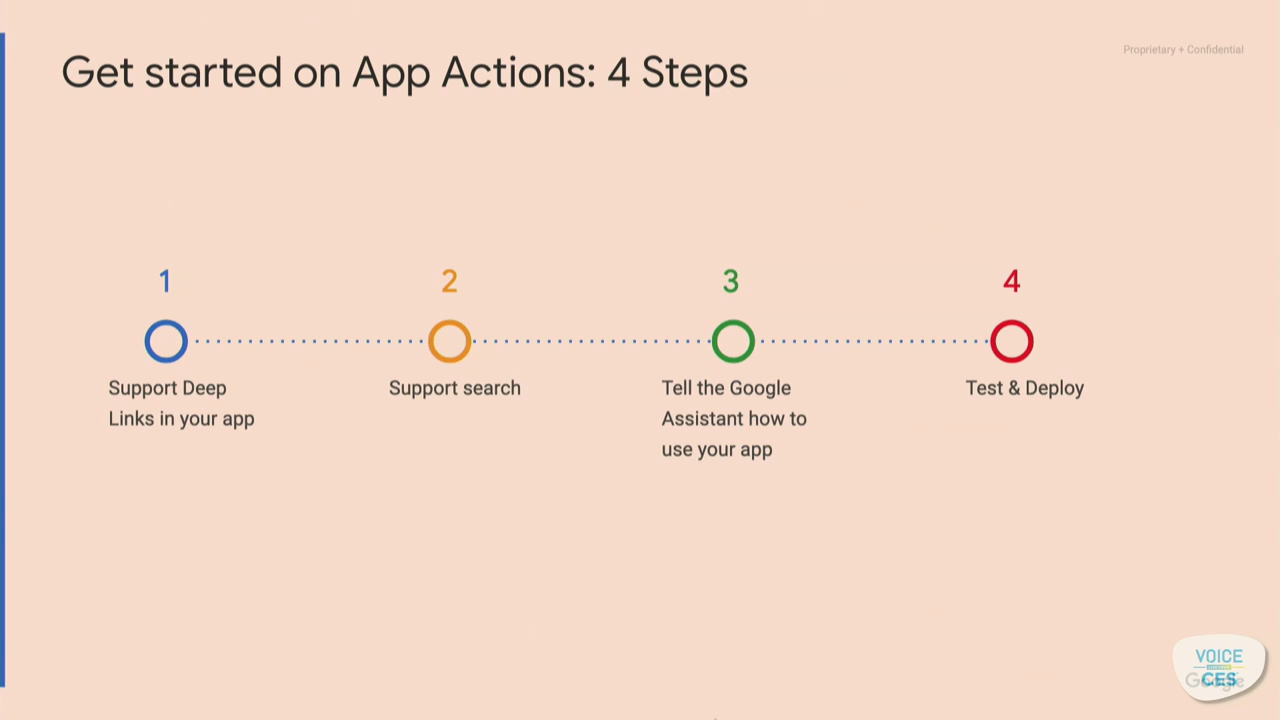 Proprietary + Confidential
Get started on App Actions: 4 Steps
1
2
3
4
Support Deep
Links in your app
Support search
Tell the Google
Assistant how to
use your app
Test & Deploy
VOICE
CES
Google